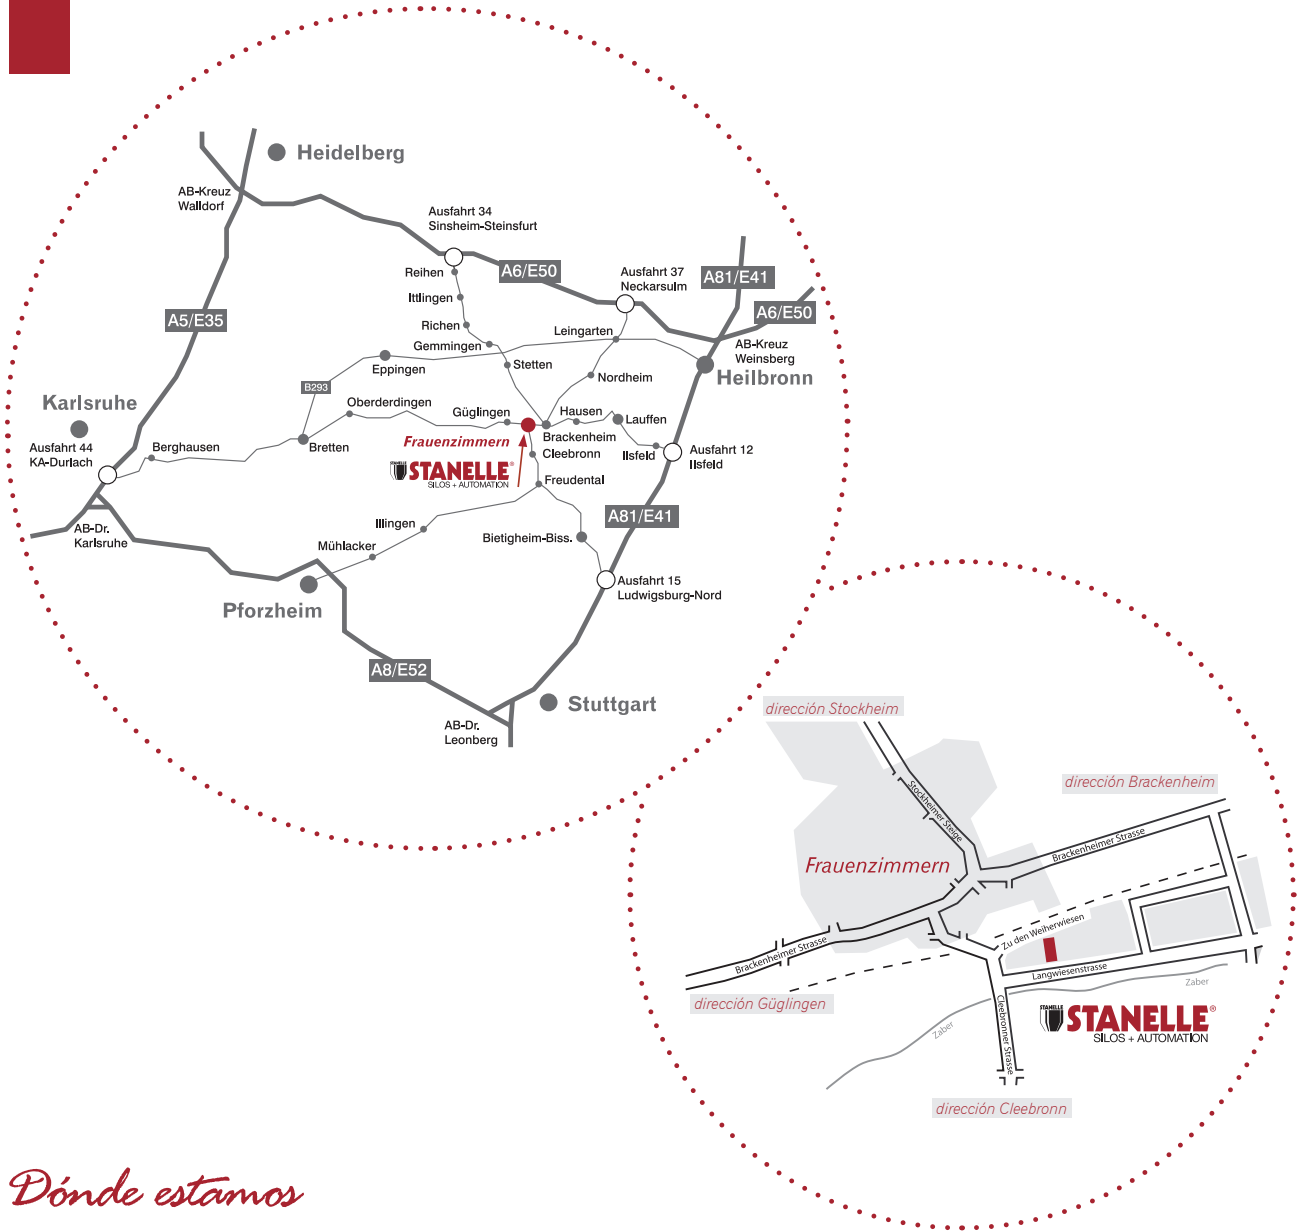 Heidelberg
AB-Kreuz
Walldorf
Ausfahrt 34
Sinsheim-Steinsfurt
Reihen
A6/E50
Ausfahrt 37
Neckarsulm
A81/E41
Ittlingen
A6/E50
A5/E35
Richen
Leingarten
Gemmingen
AB-Kreuz
Weinsberg
Eppingen
Stetten
Nordheim
Heilbronn
B293
Karlsruhe
Oberderdingen
Güglingen
Hausen
Lauffen
Ausfahrt 44
KA-Durlach
Berghausen
Bretten
Frauenzimmern
Brackenheim
Cleebronn
Ilsfeld
Ausfahrt 12
Ilsfeld
STANELLE®
SILOS + AUTOMATION
Freudental
Illingen
A81/E41
AB-Dr.
Karlsruhe
Mühlacker
Bietigheim-Biss.
Ausfahrt 15
Ludwigsburg-Nord
Pforzheim
A8/E52
Stuttgart
AB-Dr.
Leonberg
dirección Stockheim
dirección Brackenheim
Stockheimer Steige
Brackenheimer Strasse
Frauenzimmern
Zu den Weiherwiesen
Brackenheimer Strasse
Langwiesenstrasse
Zaber
dirección Güglingen
Cleebronner Strasse
Zaber
STANELLE
STANELLE®
SILOS + AUTOMATION
dirección Cleebronn
Dónde estamos